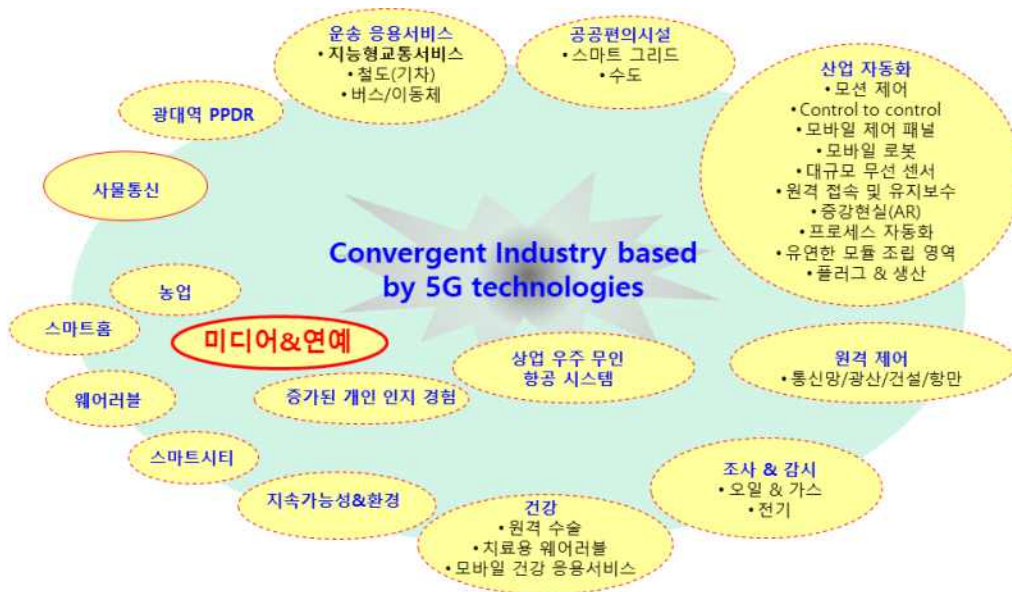 운송 응용서비스
• 지능형교통서비스
• 철도(기차)
• 버스/이동체
공공편의시설
• 스마트 그리드
• 수도
산업 자동화
• 모션 제어
• Control to control
• 모바일 제어 패널
• 모바일 로봇
• 대규모 무선 센서
• 원격 접속 및 유지보수
• 증강현실(AR)
• 프로세스 자동화
• 유연한 모듈 조립 영역
• 플러그 & 생산
광대역 PPDR
사물통신
Convergent Industry based
by 5G technologies
농업
스마트홈
미디어&연예
상업 우주 무인
항공 시스템
원격 제어
• 통신망/광산/건설/항만
웨어러블
증가된 개인 인지 경험
스마트시티
지속가능성&환경
건강
• 원격 수술
• 치료용 웨어러블
• 모바일 건강 응용서비스
조사 & 감시
• 오일 & 가스
• 전기